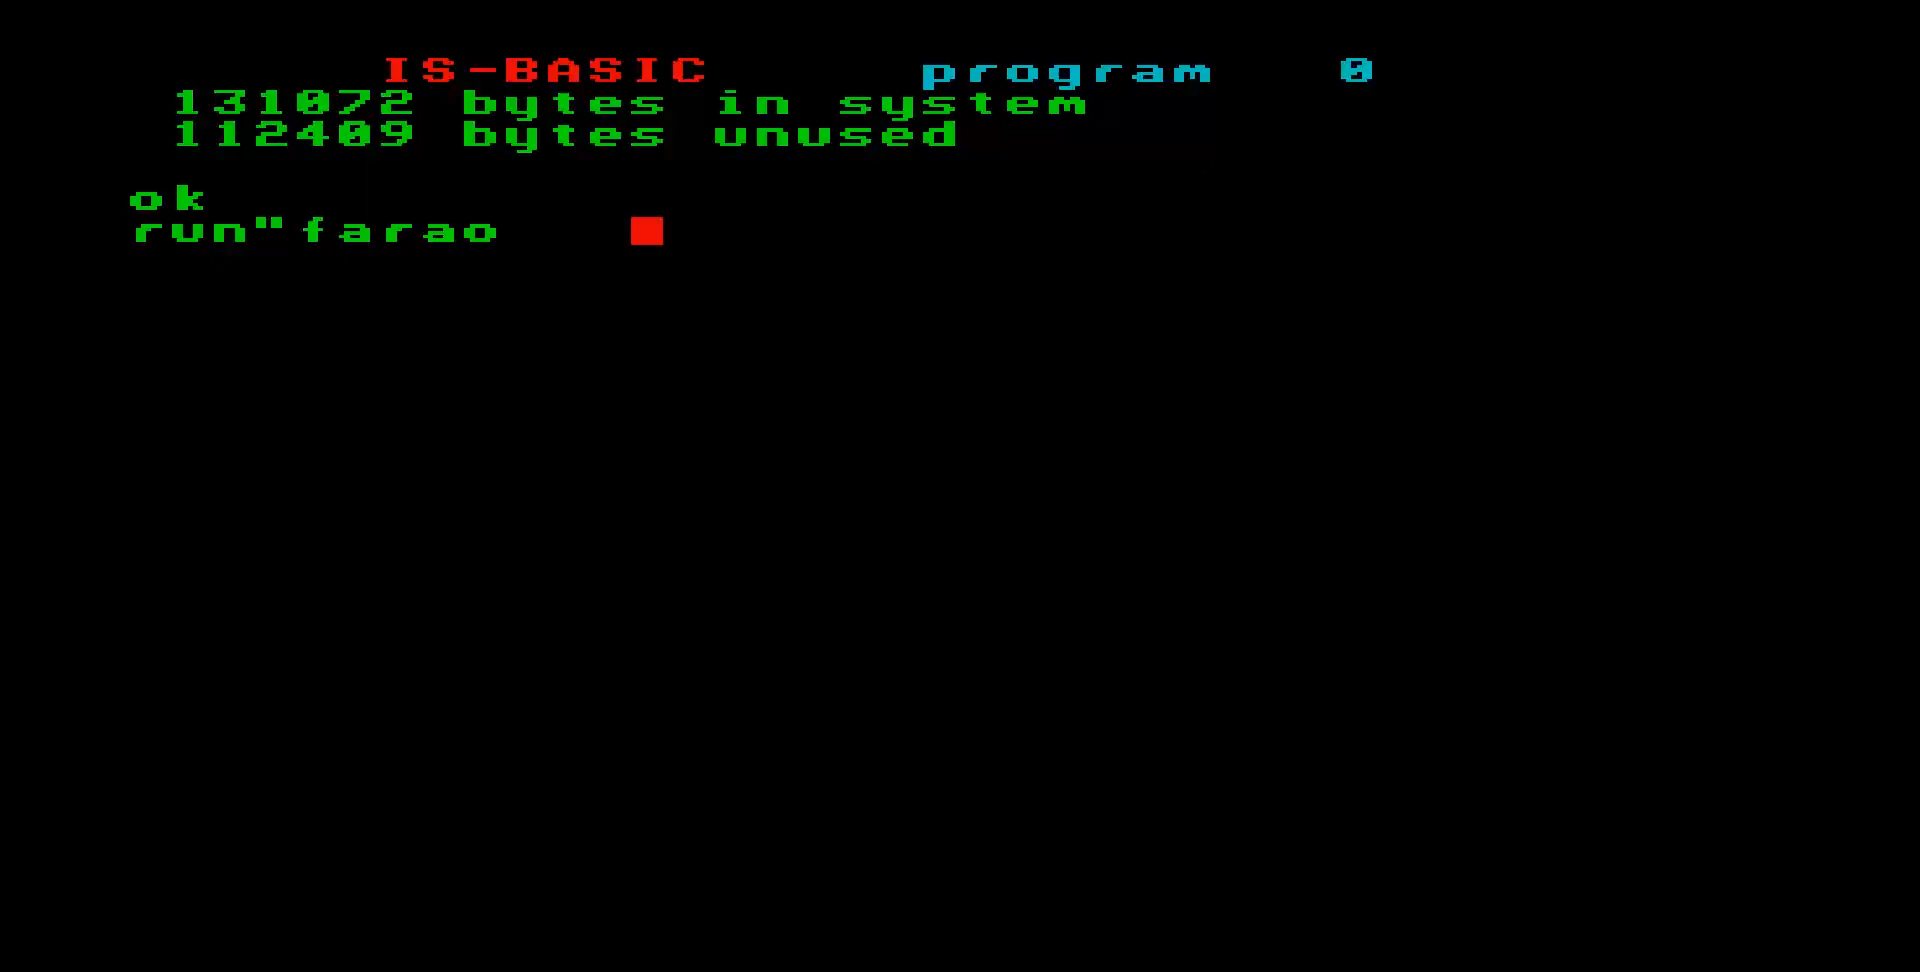 IS-BASIC program 0
131072 bytes in system
112409 bytes unused
ok
run"farao